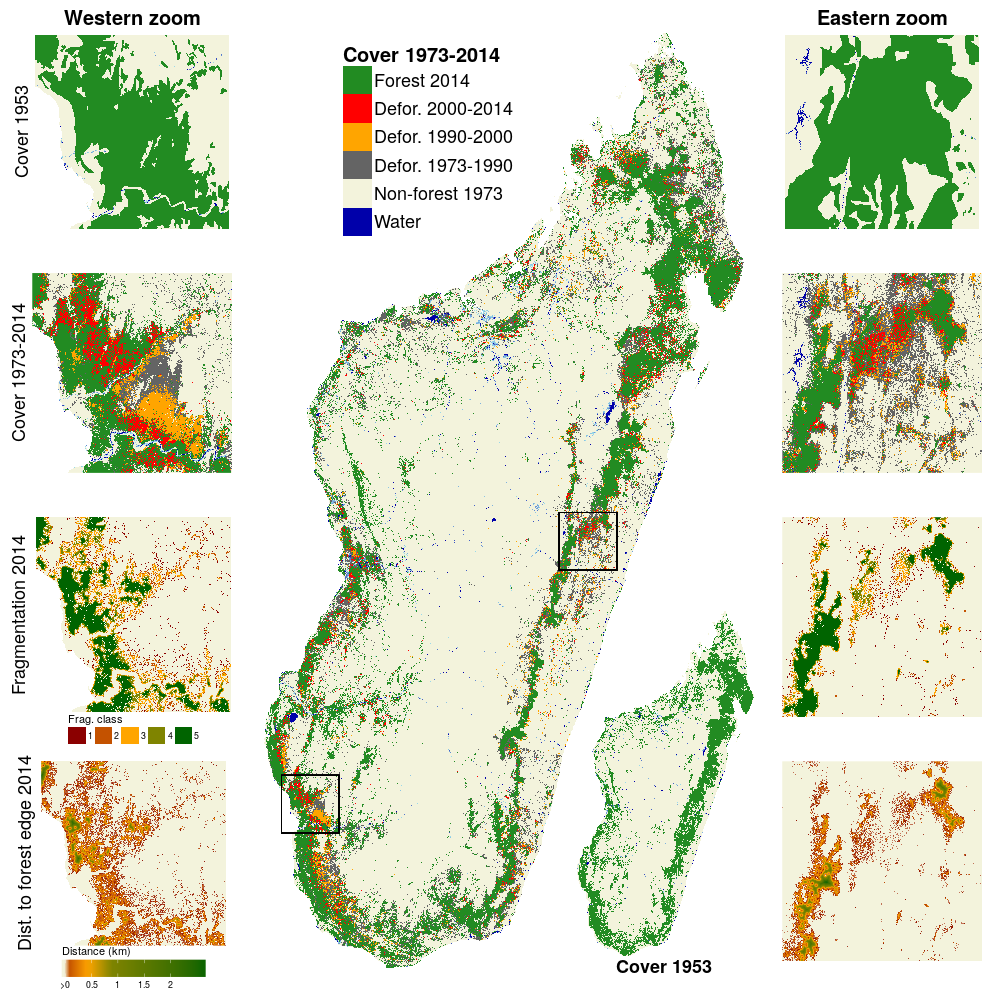 Western zoom
Eastern zoom
Cover 1953
Cover 1973-2014
Forest 2014
Defor. 2000-2014
Defor. 1990-2000
Defor. 1973-1990
Non-forest 1973
Water
Cover 1973-2014
Fragmentation 2014
Frag. class
1 2 3 4 5
Dist. to forest edge 2014
Distance (km)
>0 0.5 1 1.5 2
Cover 1953